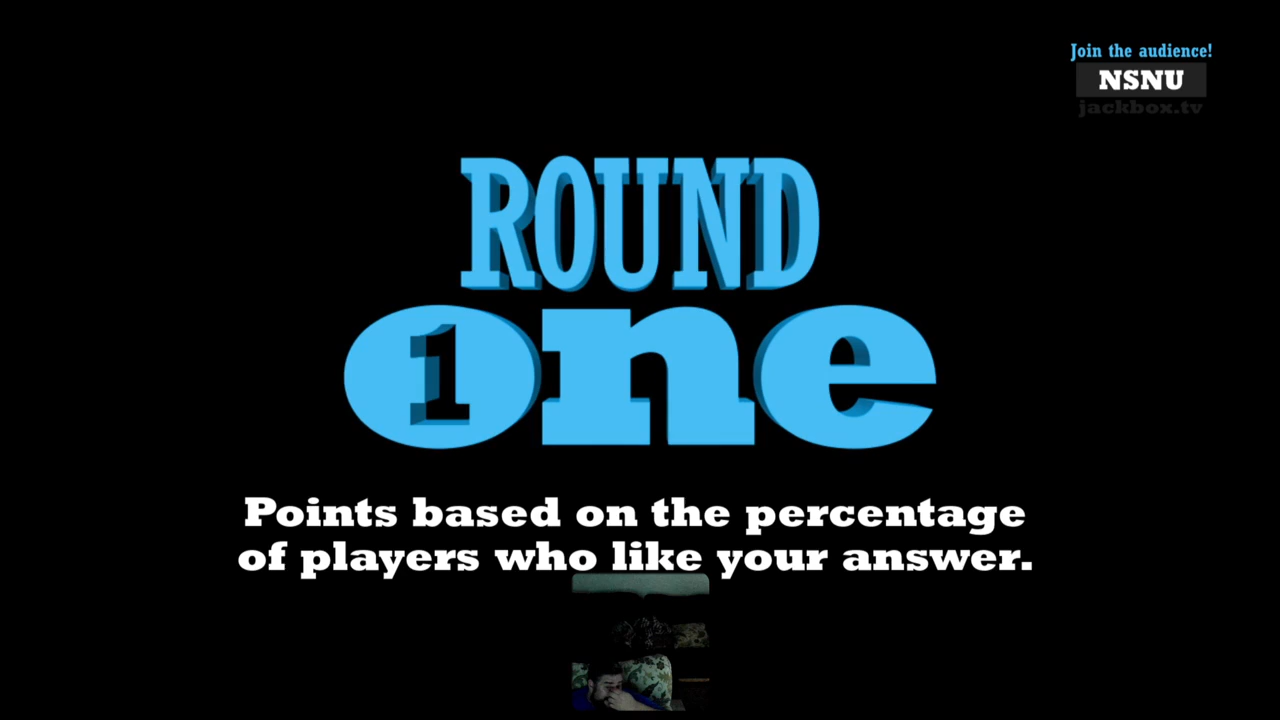 Join the audience!
NSNU
jackbox.tv
ROUND
One
1
Points based on the percentage
of players who like your answer.